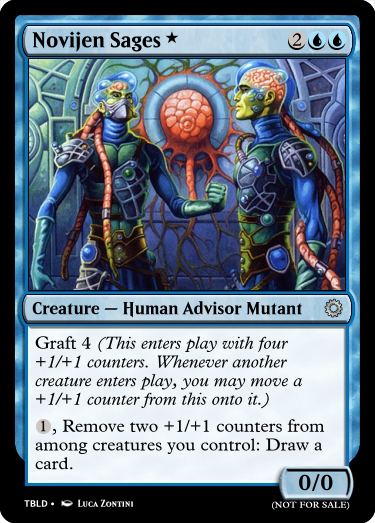 Novijen Sages ★ 2
Creature — Human Advisor Mutant
Graft 4 (This enters play with four
+1/+1 counters. Whenever another
creature enters play, you may move a
+1/+1 counter from this onto it.)
1, Remove two +1/+1 counters from
among creatures you control: Draw a
card.
0/0
TBLD • Luca Zontini
(NOT FOR SALE)